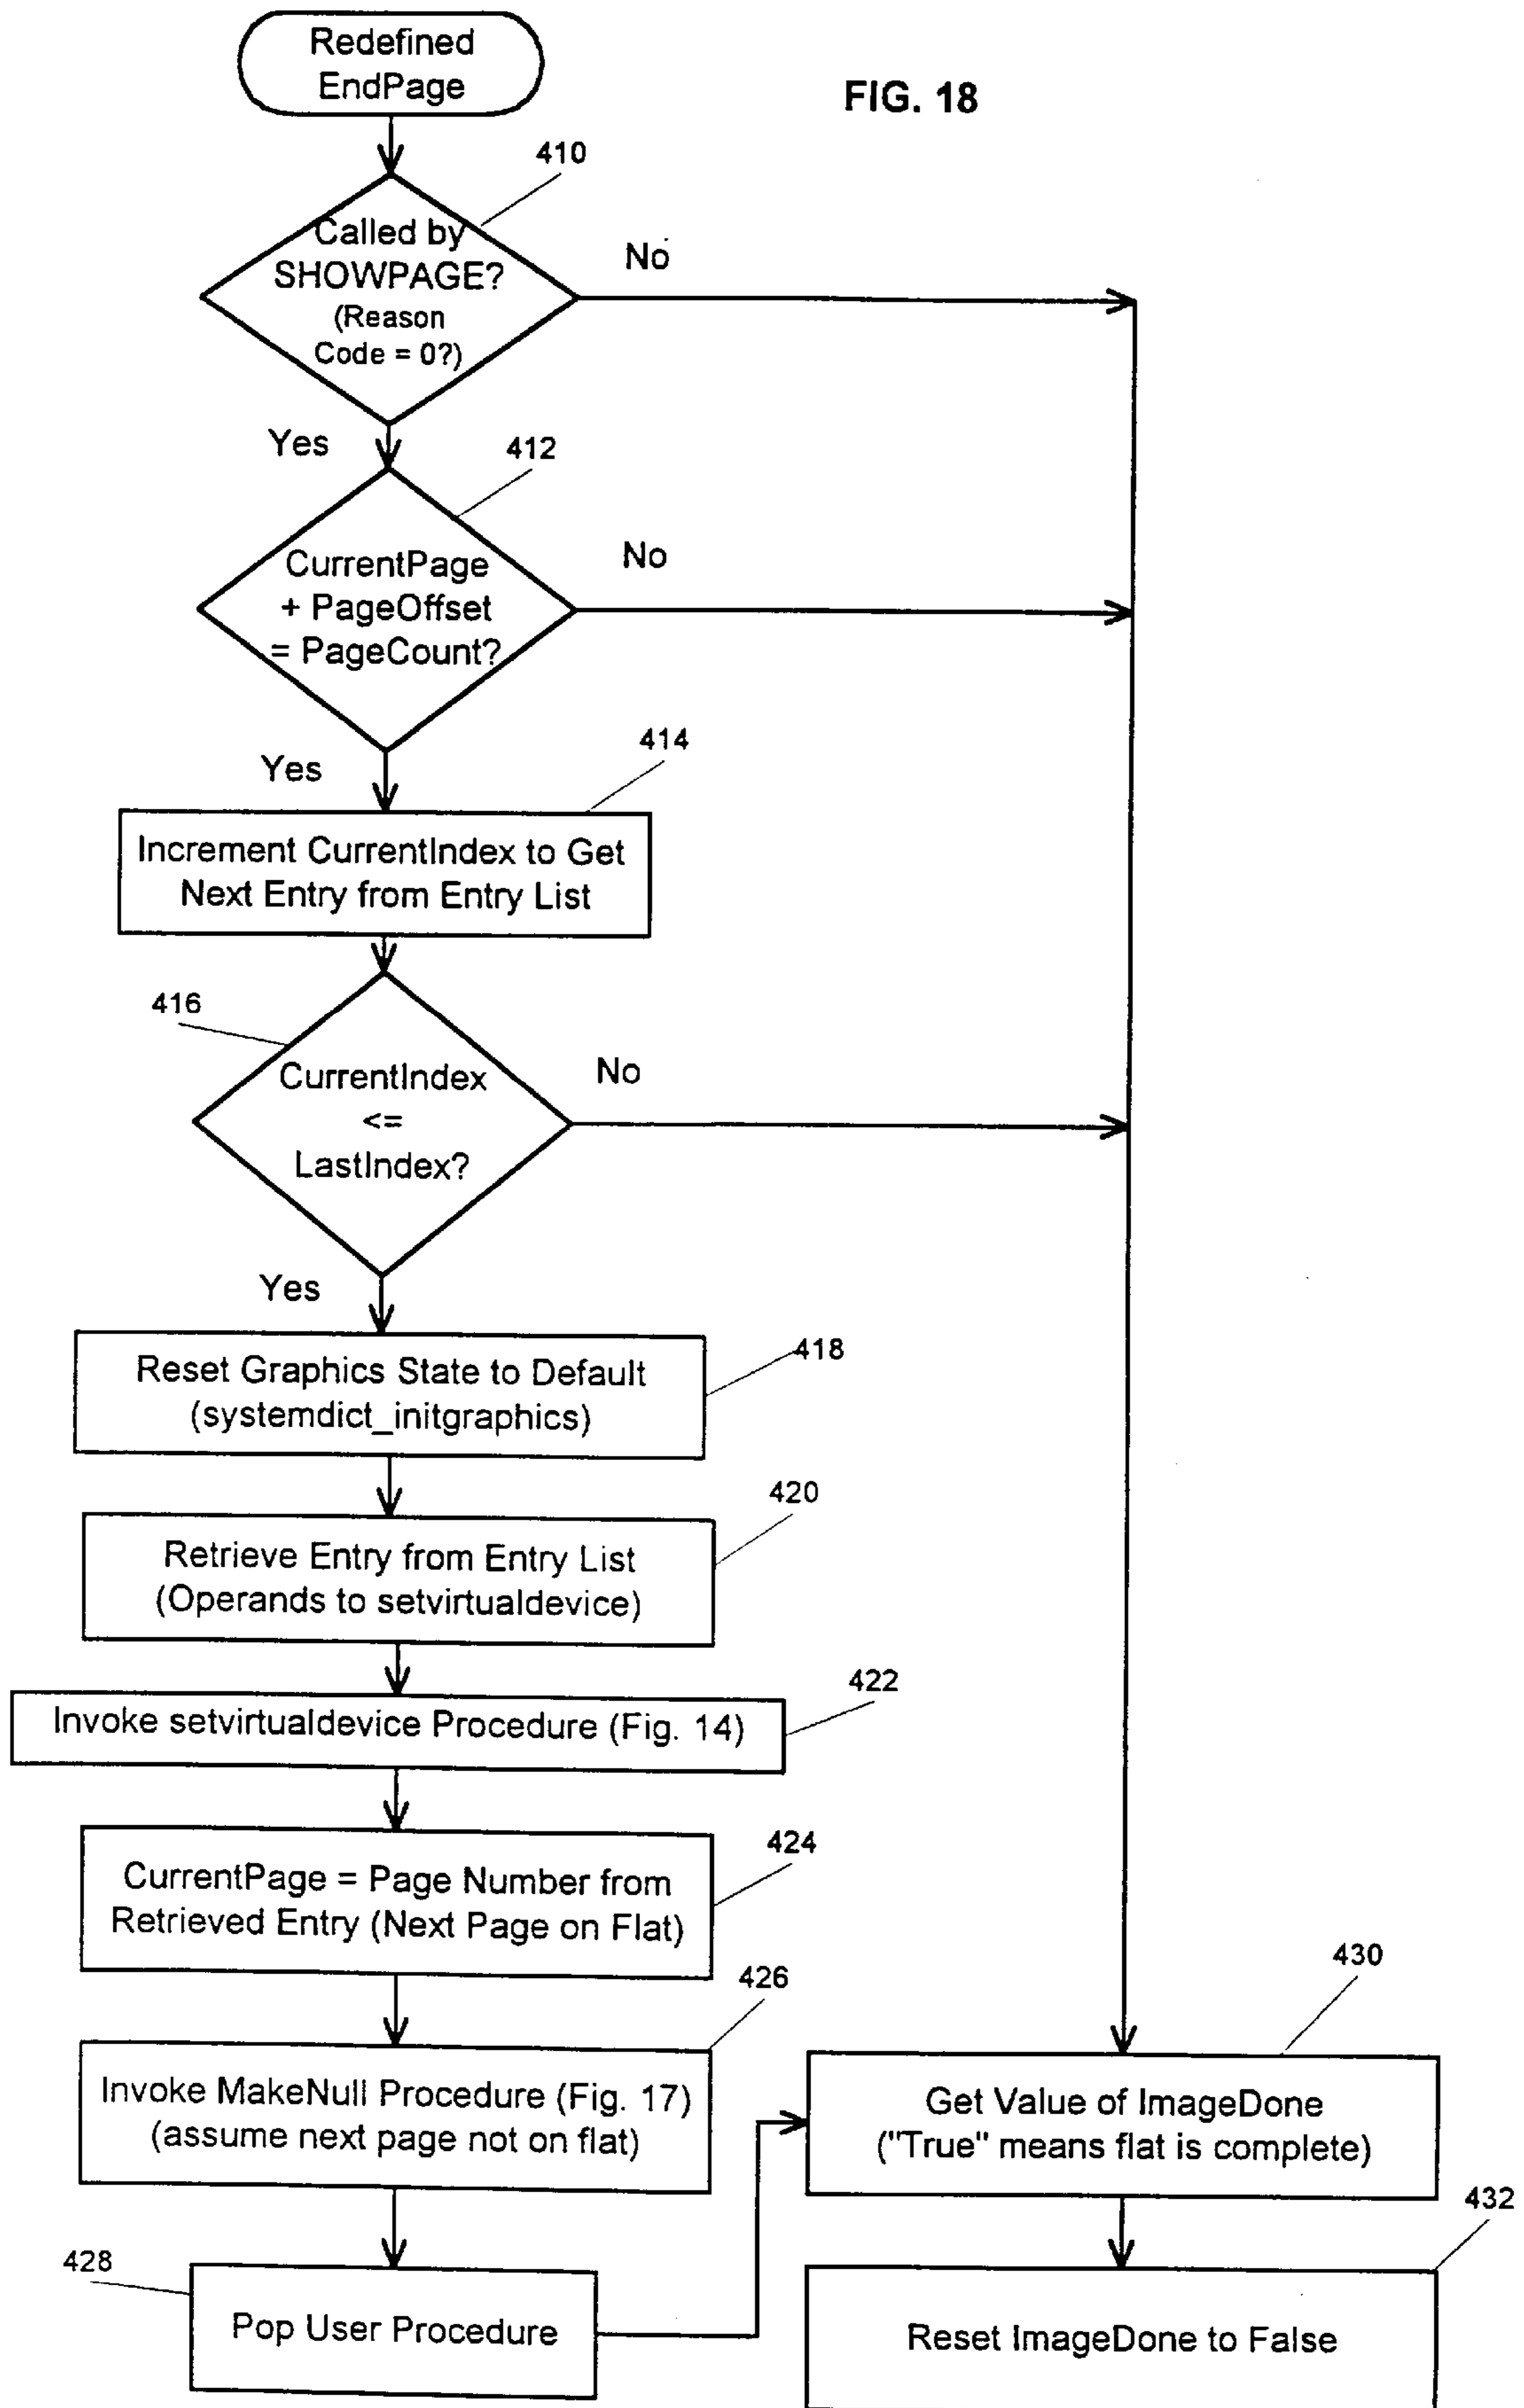 Redefined
EndPage
FIG. 18
410
Called by
SHOWPAGE?
(Reason
Code = 0?)
No
Yes
412
CurrentPage
+ PageOffset
= PageCount?
No
Yes
414
Increment CurrentIndex to Get
Next Entry from Entry List
416
CurrentIndex
<=
LastIndex?
No
Yes
418
Reset Graphics State to Default
(systemdict_initgraphics)
420
Retrieve Entry from Entry List
(Operands to setvirtualdevice)
422
Invoke setvirtualdevice Procedure (Fig. 14)
424
CurrentPage = Page Number from
Retrieved Entry (Next Page on Flat)
426
Invoke MakeNull Procedure (Fig. 17)
(assume next page not on flat)
428
Pop User Procedure
430
Get Value of ImageDone
("True" means flat is complete)
432
Reset ImageDone to False